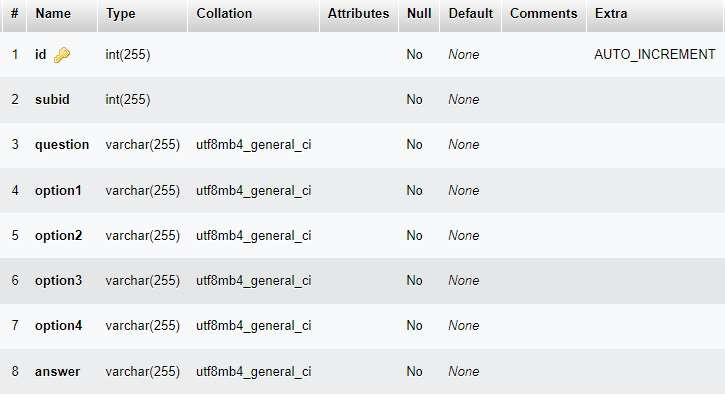 # Name Type Collation Attributes Null Default Comments Extra
1 id int(255) No None AUTO_INCREMENT
2 subid int(255) No None
3 question varchar(255) utf8mb4_general_ci No None
4 option1 varchar(255) utf8mb4_general_ci No None
5 option2 varchar(255) utf8mb4_general_ci No None
6 option3 varchar(255) utf8mb4_general_ci No None
7 option4 varchar(255) utf8mb4_general_ci No None
8 answer varchar(255) utf8mb4_general_ci No None